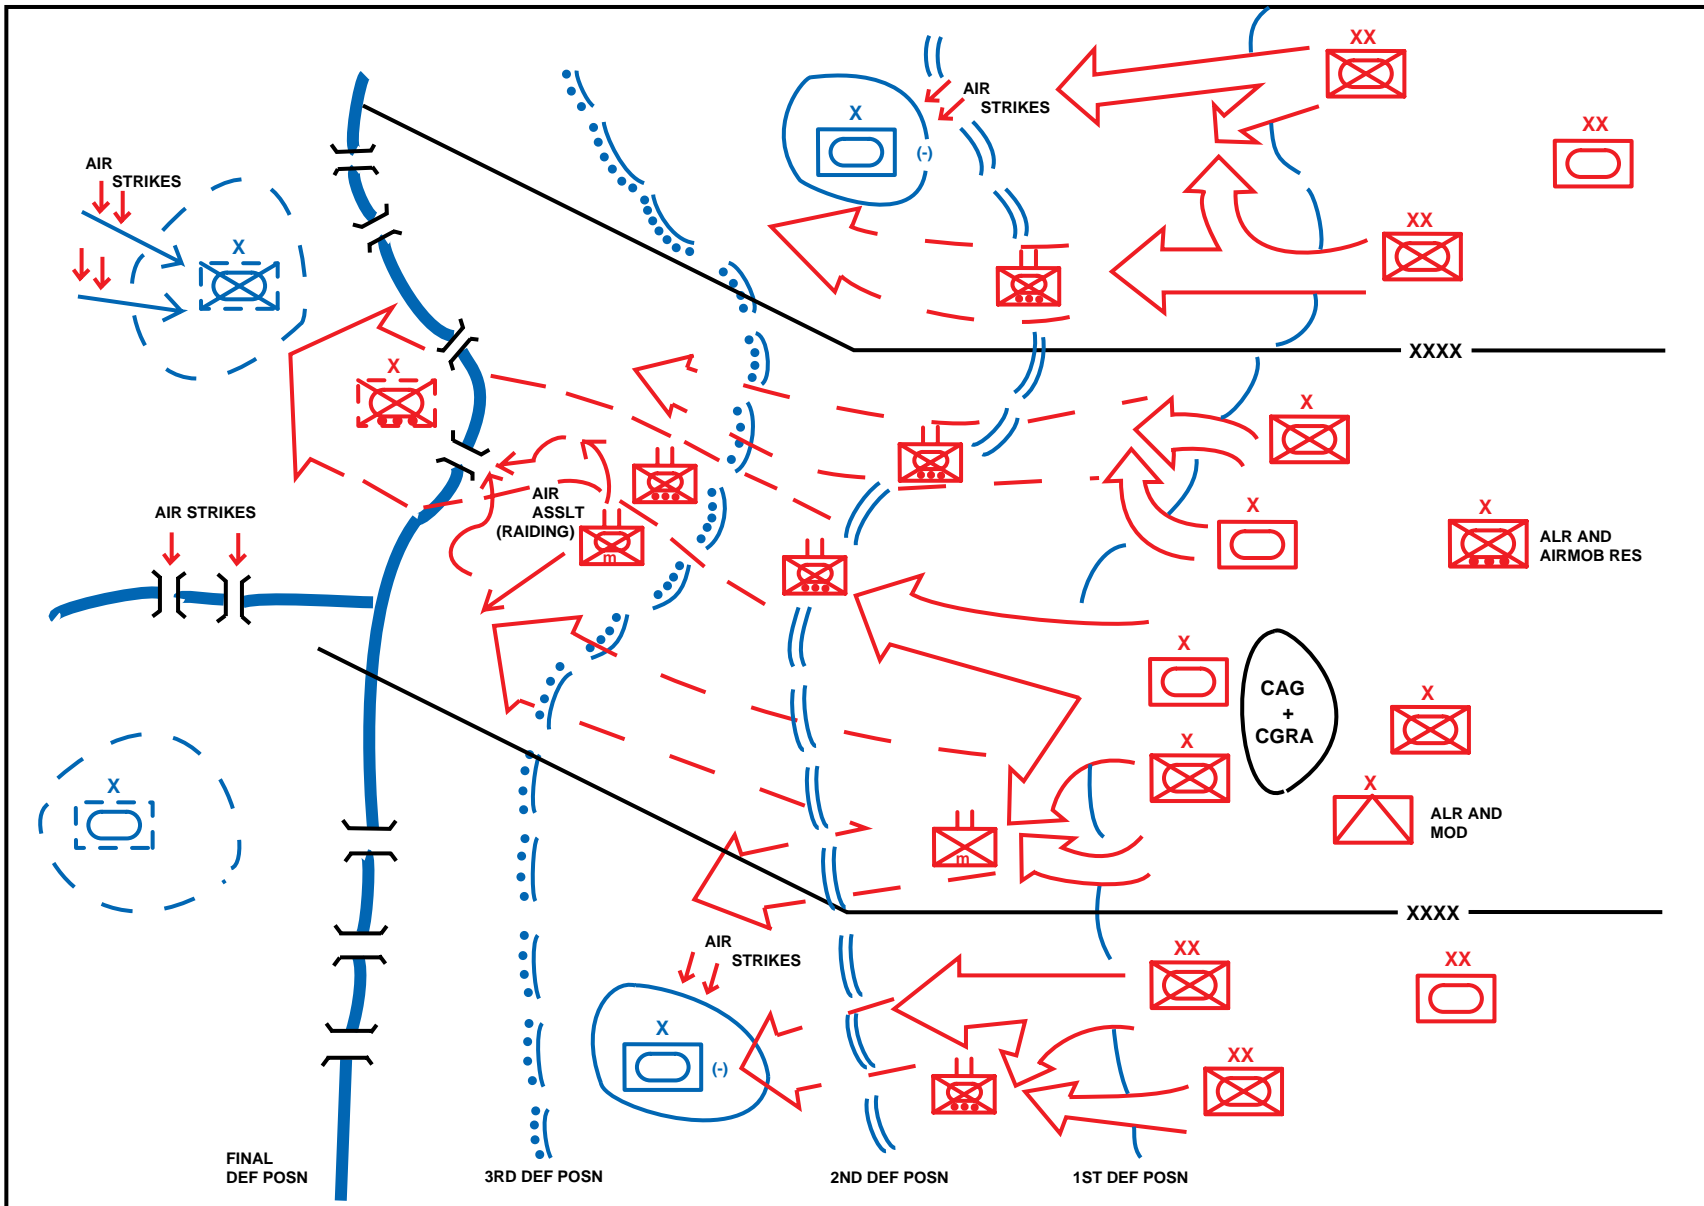 XX
AIR
STRIKES
X
(-)
XX
AIR
STRIKES
XX
X
XXXX
X
X
X
AIR
ASSLT
(RAIDING)
m
X
X
ALR AND
AIRMOB RES
AIR STRIKES
X
CAG
+
CGRA
X
X
X
ALR AND
MOD
X
m
XXXX
AIR
STRIKES
XX
XX
X
(-)
XX
FINAL
DEF POSN
3RD DEF POSN
2ND DEF POSN
1ST DEF POSN